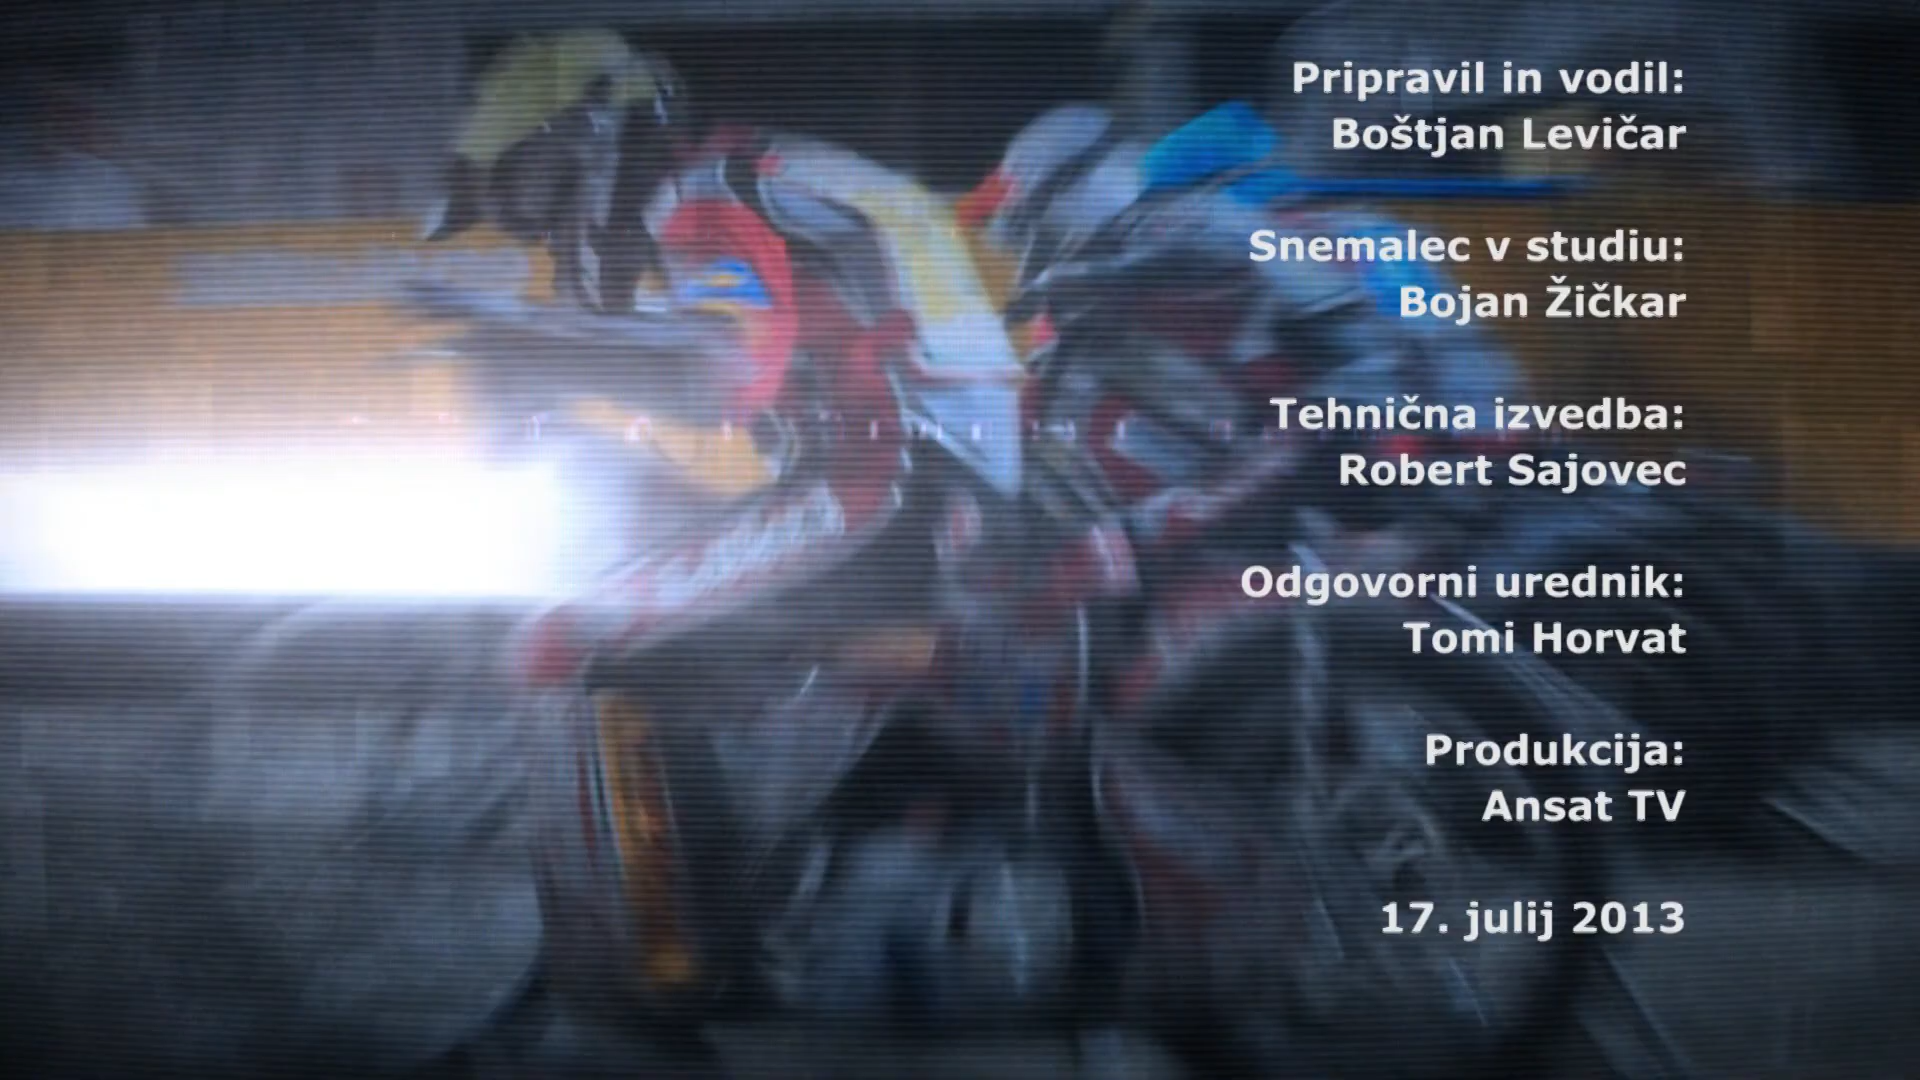 Pripravil in vodil:
Boštjan Levičar
Snemalec v studiu:
Bojan Žičkar
Tehnična izvedba:
Robert Sajovec
Odgovorni urednik:
Tomi Horvat
Produkcija:
Ansat TV
17. julij 2013